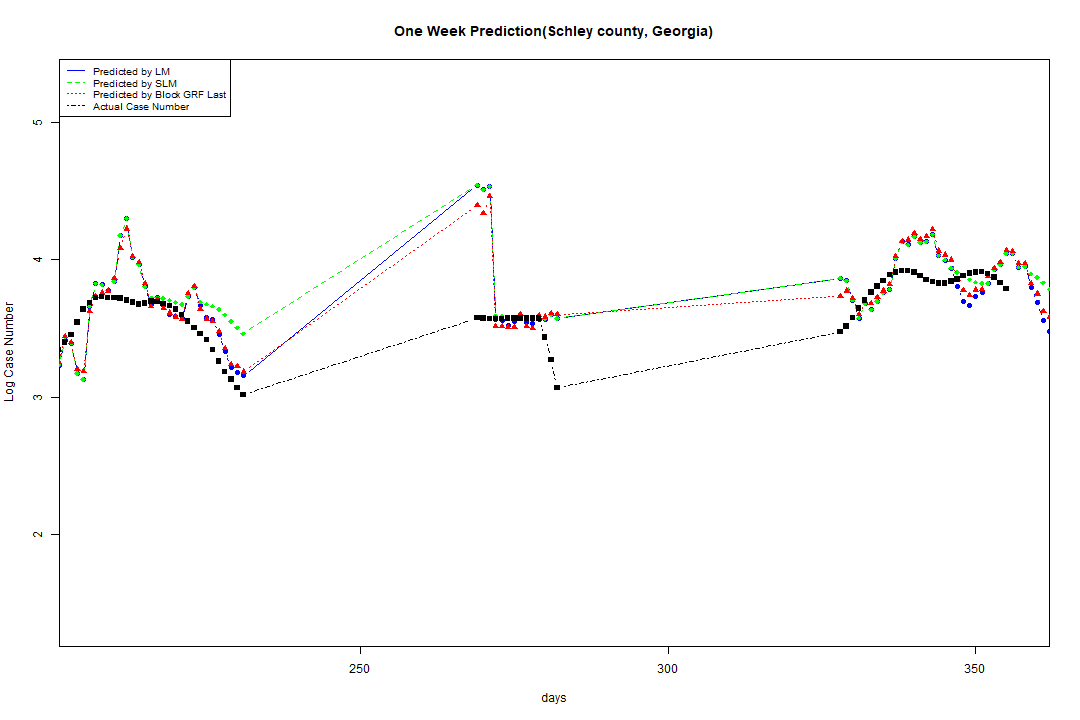 One Week Prediction(Schley county, Georgia)
Predicted by LM
Predicted by SLM
Predicted by Block GRF Last
Actual Case Number
5
4
3
2
Log Case Number
250
300
350
days